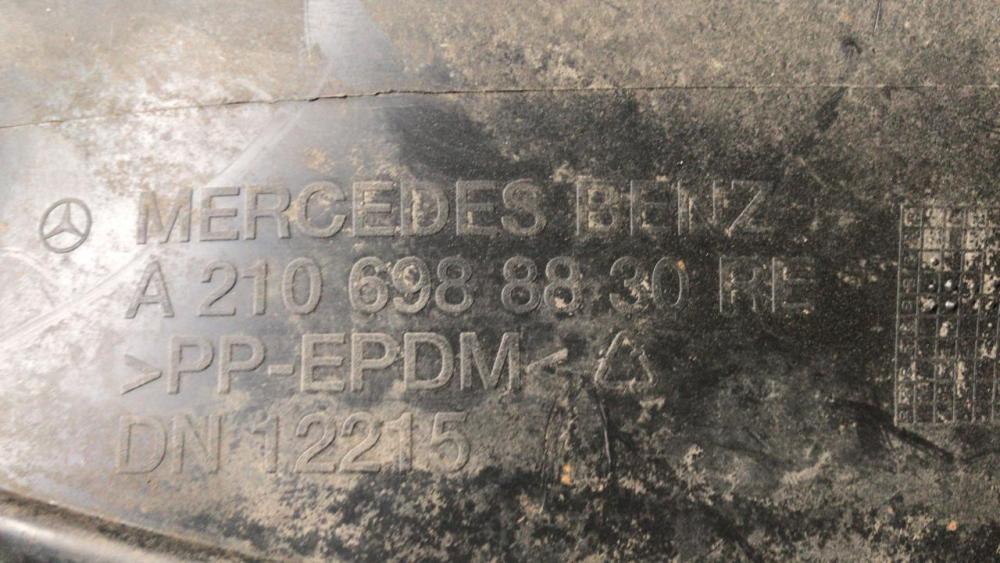 MERCEDES BENZ
A 210 698 88 30 RE
>PP-EPDM<
DN 12215